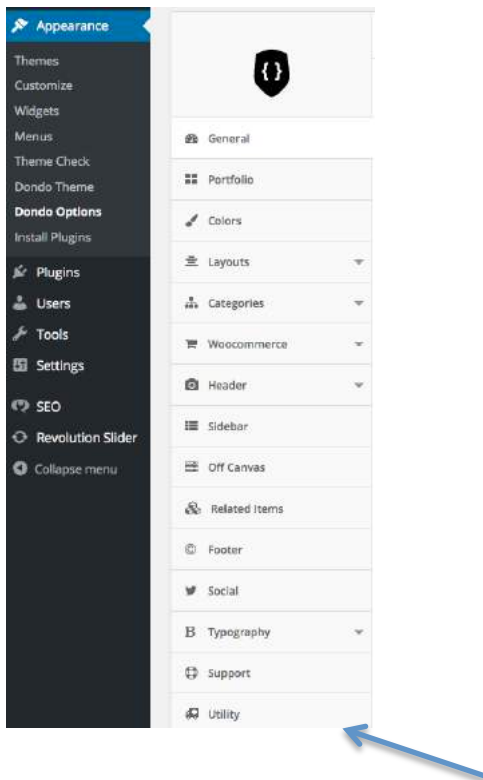 Appearance
Themes
Customize
Widgets
Menus
Theme Check
Dondo Theme
Dondo Options
Install Plugins
Plugins
Users
Tools
Settings
SEO
Revolution Slider
Collapse menu
{}
General
Portfolio
Colors
Layouts
Categories
Woocommerce
Header
Sidebar
Off Canvas
Related Items
Footer
Social
Typography
Support
Utility